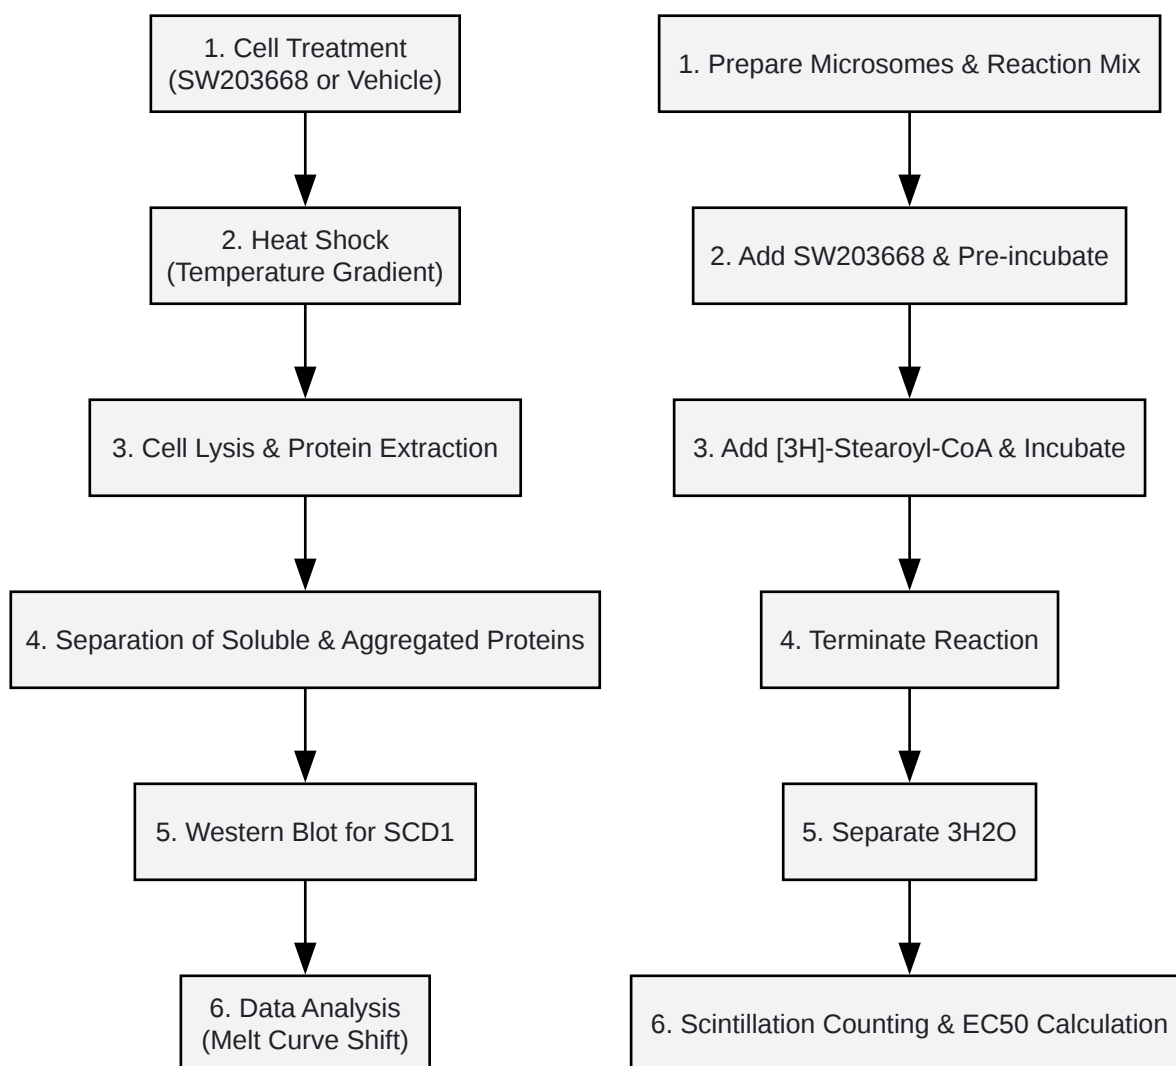 1. Cell Treatment
(SW203668 or Vehicle)
2. Heat Shock
(Temperature Gradient)
3. Cell Lysis & Protein Extraction
4. Separation of Soluble & Aggregated Proteins
5. Western Blot for SCD1
6. Data Analysis
(Melt Curve Shift)
1. Prepare Microsomes & Reaction Mix
2. Add SW203668 & Pre-incubate
3. Add [3H]-Stearoyl-CoA & Incubate
4. Terminate Reaction
5. Separate 3H2O
6. Scintillation Counting & EC50 Calculation